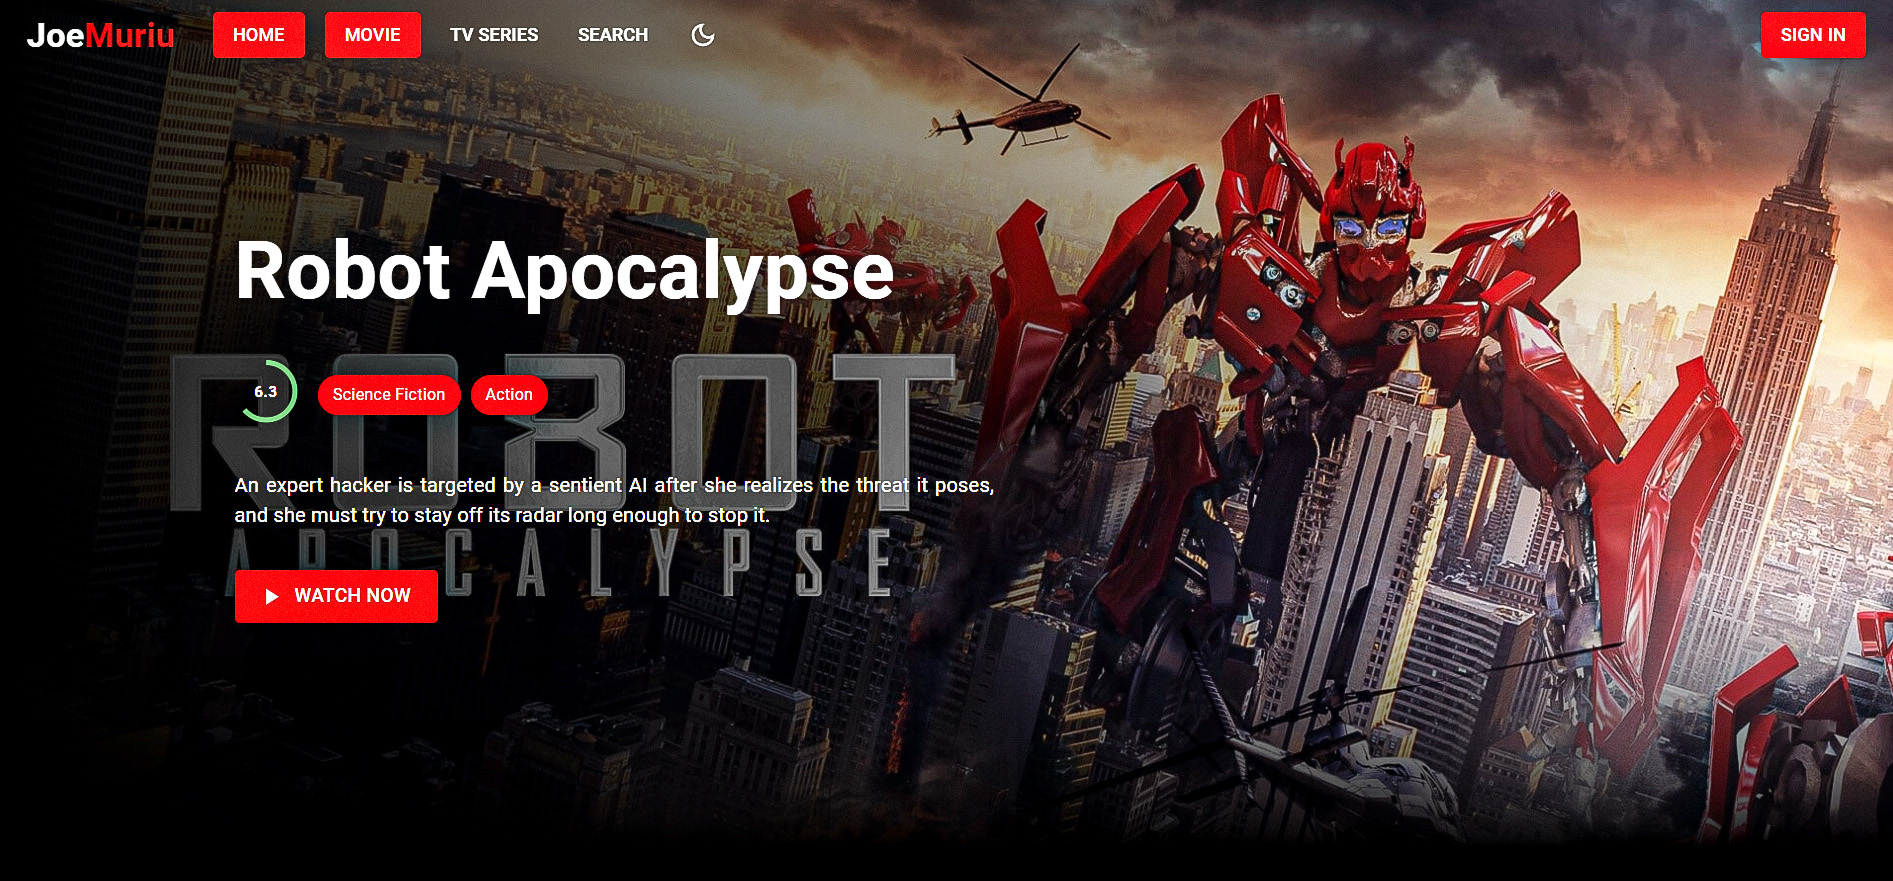 JoeMuriu HOME MOVIE TV SERIES SEARCH SIGN IN
Robot Apocalypse
ROBOT
6.3 Science Fiction Action
An expert hacker is targeted by a sentient AI after she realizes the threat it poses,
and she must try to stay off its radar long enough to stop it.
APOCALYPSE
WATCH NOW